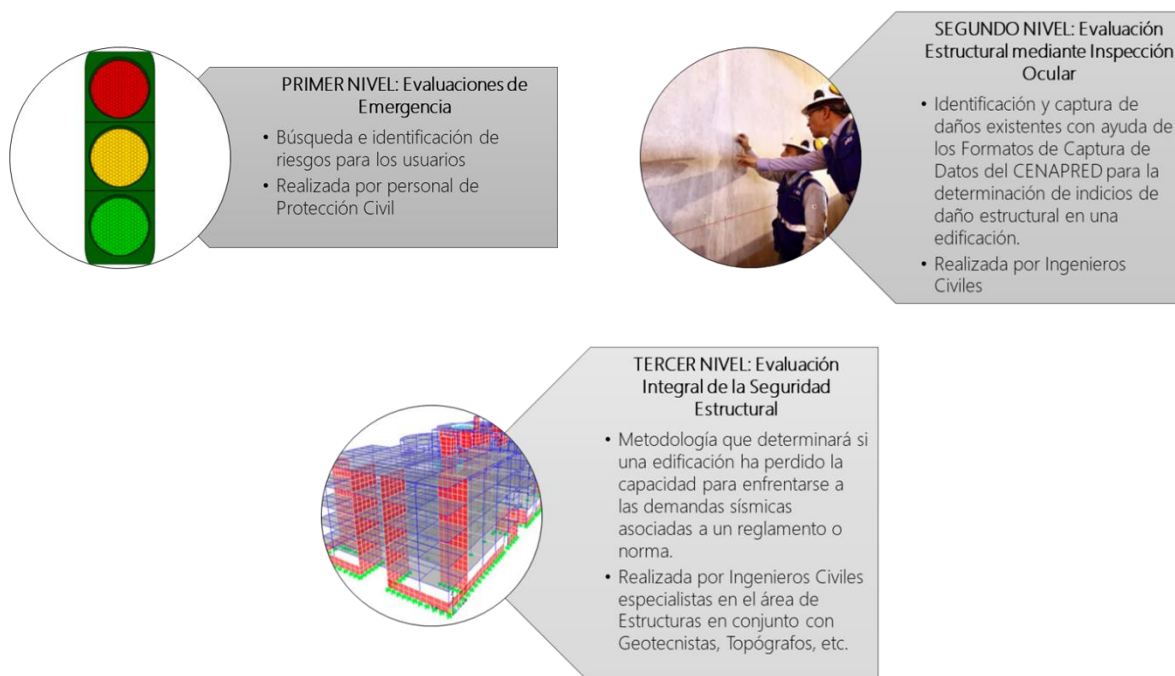 PRIMER NIVEL: Evaluaciones de
Emergencia
• Búsqueda e identificación de
riesgos para los usuarios
• Realizada por personal de
Protección Civil
SEGUNDO NIVEL: Evaluación
Estructural mediante Inspección
Ocular
• Identificación y captura de
daños existentes con ayuda de
los Formatos de Captura de
Datos del CENAPRED para la
determinación de indicios de
daño estructural en una
edificación.
• Realizada por Ingenieros
Civiles
TERCER NIVEL: Evaluación
Integral de la Seguridad
Estructural
• Metodología que determinará si
una edificación ha perdido la
capacidad para enfrentarse a
las demandas sísmicas
asociadas a un reglamento o
norma.
• Realizada por Ingenieros Civiles
especialistas en el área de
Estructuras en conjunto con
Geotecnistas, Topógrafos, etc.